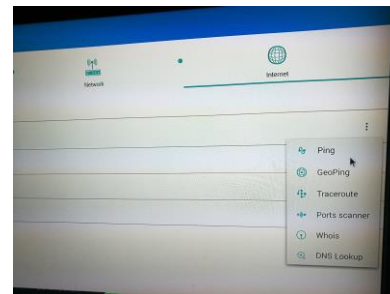 Network
Internet
Ping
GeoPing
Traceroute
Ports scanner
Whois
DNS Lookup